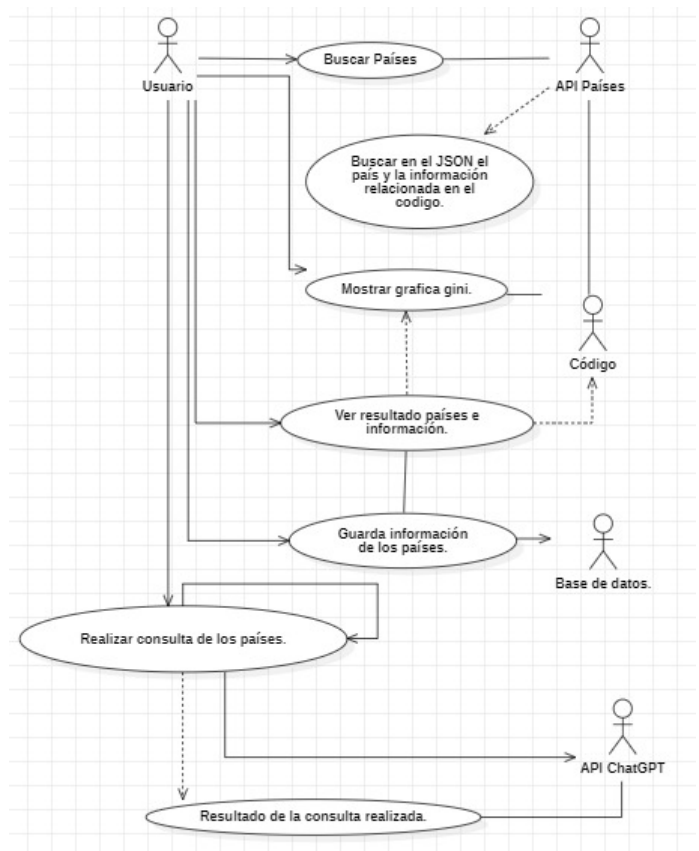 Buscar Países
Usuario
API Países
Buscar en el JSON el
país y la información
relacionada en el
codigo.
Mostrar grafica gini.
Código
Ver resultado países e
información.
Guarda información
de los países.
Base de datos.
Realizar consulta de los países.
API ChatGPT
Resultado de la consulta realizada.